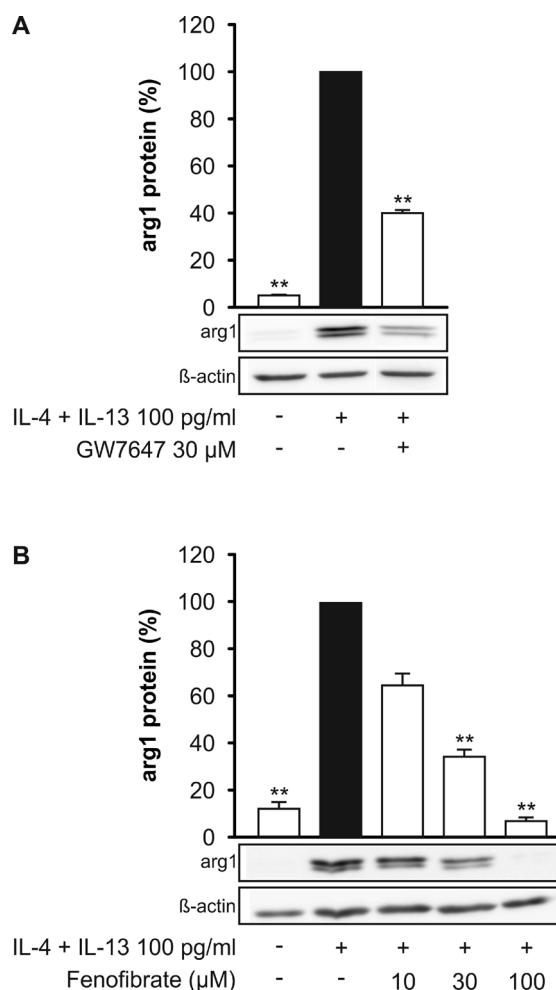 A
120
100
80
60
40
20
0
arg1 protein (%)
**
**
arg1
ß-actin
IL-4 + IL-13 100 pg/ml - + +
GW7647 30 µM - - +
B
120
100
80
60
40
20
0
arg1 protein (%)
**
**
**
arg1
ß-actin
IL-4 + IL-13 100 pg/ml - + + + +
Fenofibrate (µM) - - 10 30 100